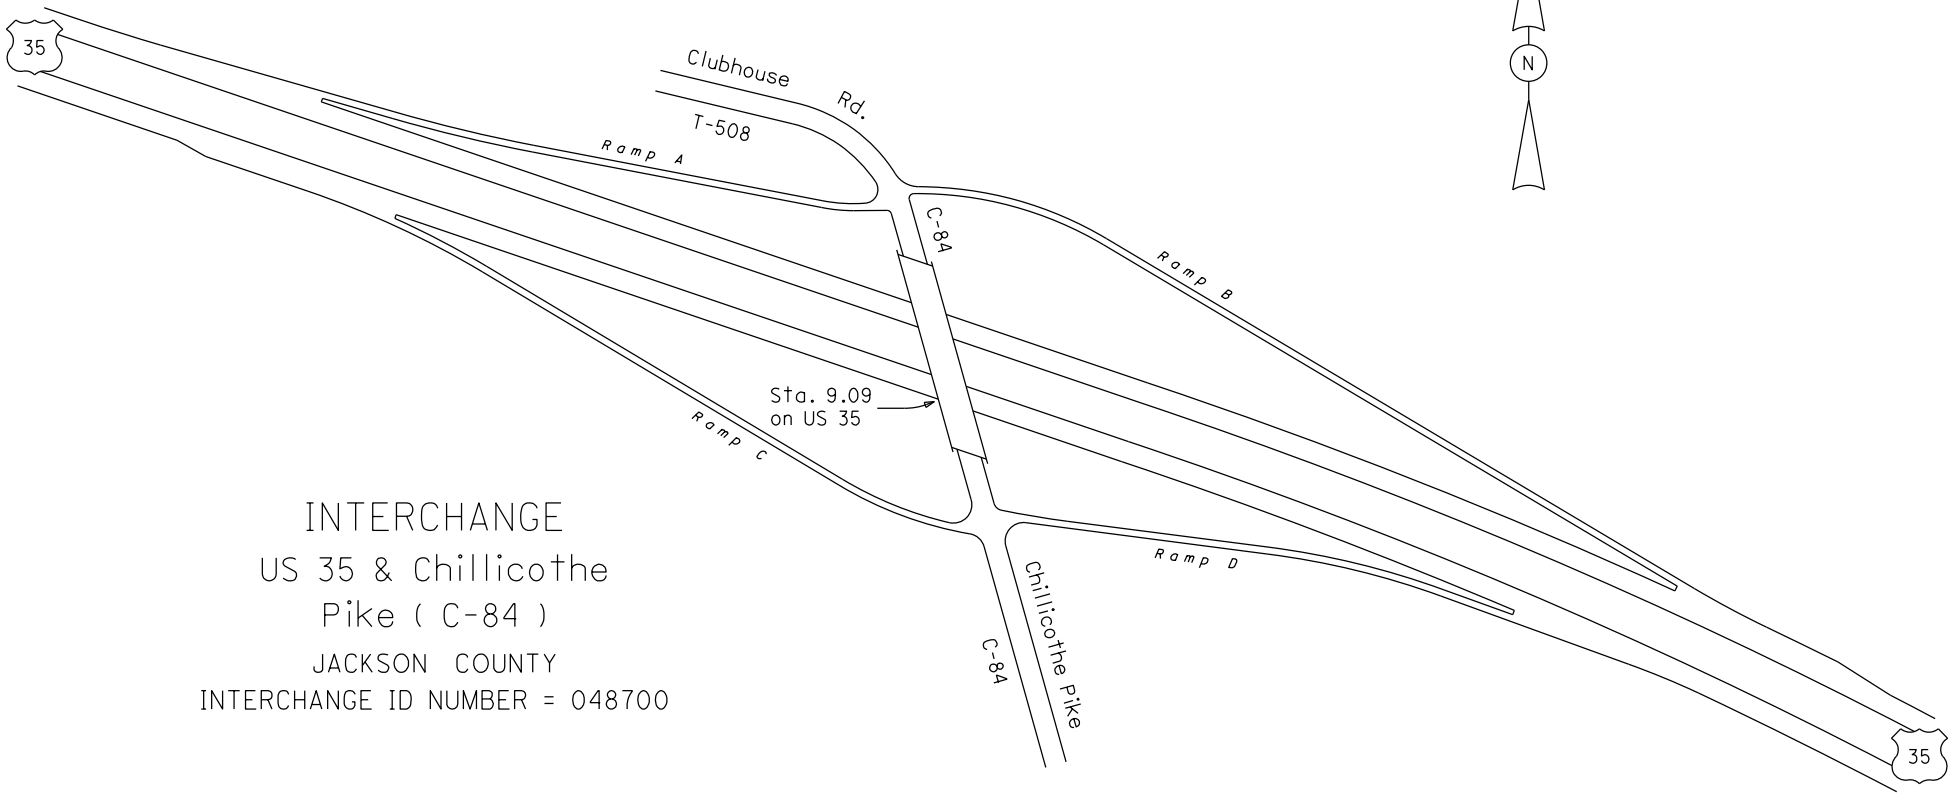 35
N
Clubhouse Rd.
T-508
Ramp A
C-84
Ramp B
Sta. 9.09
on US 35
Ramp C
INTERCHANGE
US 35 & Chillicothe
Pike ( C-84 )
JACKSON COUNTY
INTERCHANGE ID NUMBER = 048700
Ramp D
Chillicothe Pike
C-84
35